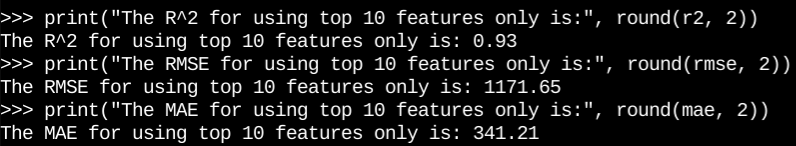 >>> print("The R^2 for using top 10 features only is:", round(r2, 2))
The R^2 for using top 10 features only is: 0.93
>>> print("The RMSE for using top 10 features only is:", round(rmse, 2))
The RMSE for using top 10 features only is: 1171.65
>>> print("The MAE for using top 10 features only is:", round(mae, 2))
The MAE for using top 10 features only is: 341.21